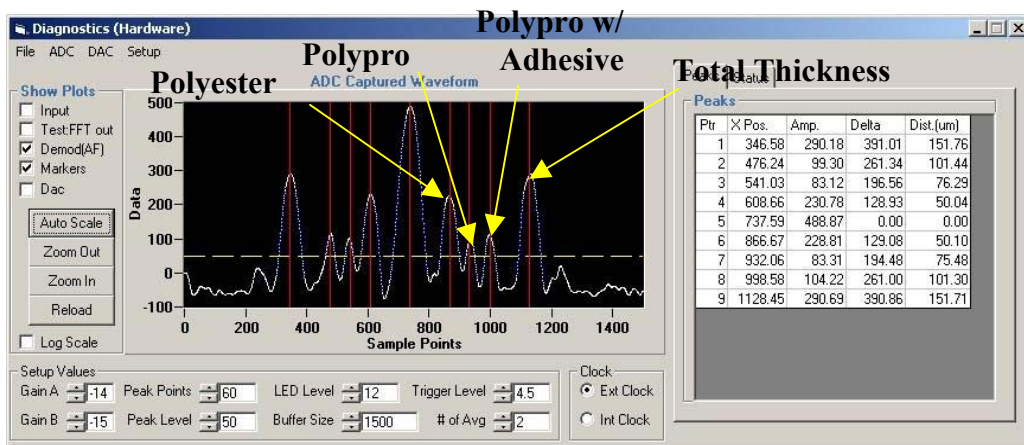 Diagnostics (Hardware)
File ADC DAC Setup
Polypro w/
Adhesive
Polypro
Polyester
Total Thickness
ADC Captured Waveform
Show Plots
Input
Test:FFT out
Demod(AF)
Markers
Dac
Auto Scale
Zoom Out
Zoom In
Reload
Log Scale
Data
500
400
300
200
100
0
-100
0 200 400 600 800 1000 1200 1400
Sample Points
Peaks Status
Peaks
Ptr X Pos. Amp. Delta Dist.(um)
1 346.58 290.18 391.01 151.76
2 476.24 99.30 261.34 101.44
3 541.03 83.12 196.56 76.29
4 608.66 230.78 128.93 50.04
5 737.59 488.87 0.00 0.00
6 866.67 228.81 129.08 50.10
7 932.06 83.31 194.48 75.48
8 998.58 104.22 261.00 101.30
9 1128.45 290.69 390.86 151.71
Setup Values
Gain A -14 Peak Points 60 LED Level 12 Trigger Level 4.5
Gain B -15 Peak Level 50 Buffer Size 1500 # of Avg 2
Clock
Ext Clock
Int Clock